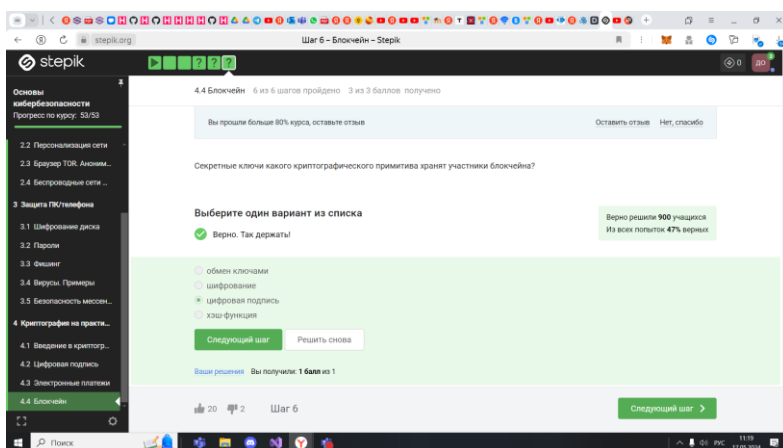 stepik.org
Шаг 6 – Блокчейн – Stepik
stepik
? ? ?
0
ДО
Основы
кибербезопасности
Прогресс по курсу: 53/53
4.4 Блокчейн 6 из 6 шагов пройдено 3 из 3 баллов получено
Вы прошли больше 80% курса, оставьте отзыв
Оставить отзыв Нет, спасибо
2.2 Персонализация сети
2.3 Браузер TOR. Аноним...
2.4 Беспроводные сети ...
3 Защита ПК/телефона
3.1 Шифрование диска
3.2 Пароли
3.3 Фишинг
3.4 Вирусы. Примеры
3.5 Безопасность мессен...
4 Криптография на практи...
4.1 Введение в криптогр...
4.2 Цифровая подпись
4.3 Электронные платежи
4.4 Блокчейн
Секретные ключи какого криптографического примитива хранят участники блокчейна?
Выберите один вариант из списка
Верно. Так держать!
Верно решили 900 учащихся
Из всех попыток 47% верных
обмен ключами
шифрование
цифровая подпись
хэш-функция
Следующий шаг
Решить снова
Ваши решения Вы получили: 1 балл из 1
20
2
Шаг 6
Следующий шаг
Поиск
РУС
11:19
17.05.2024